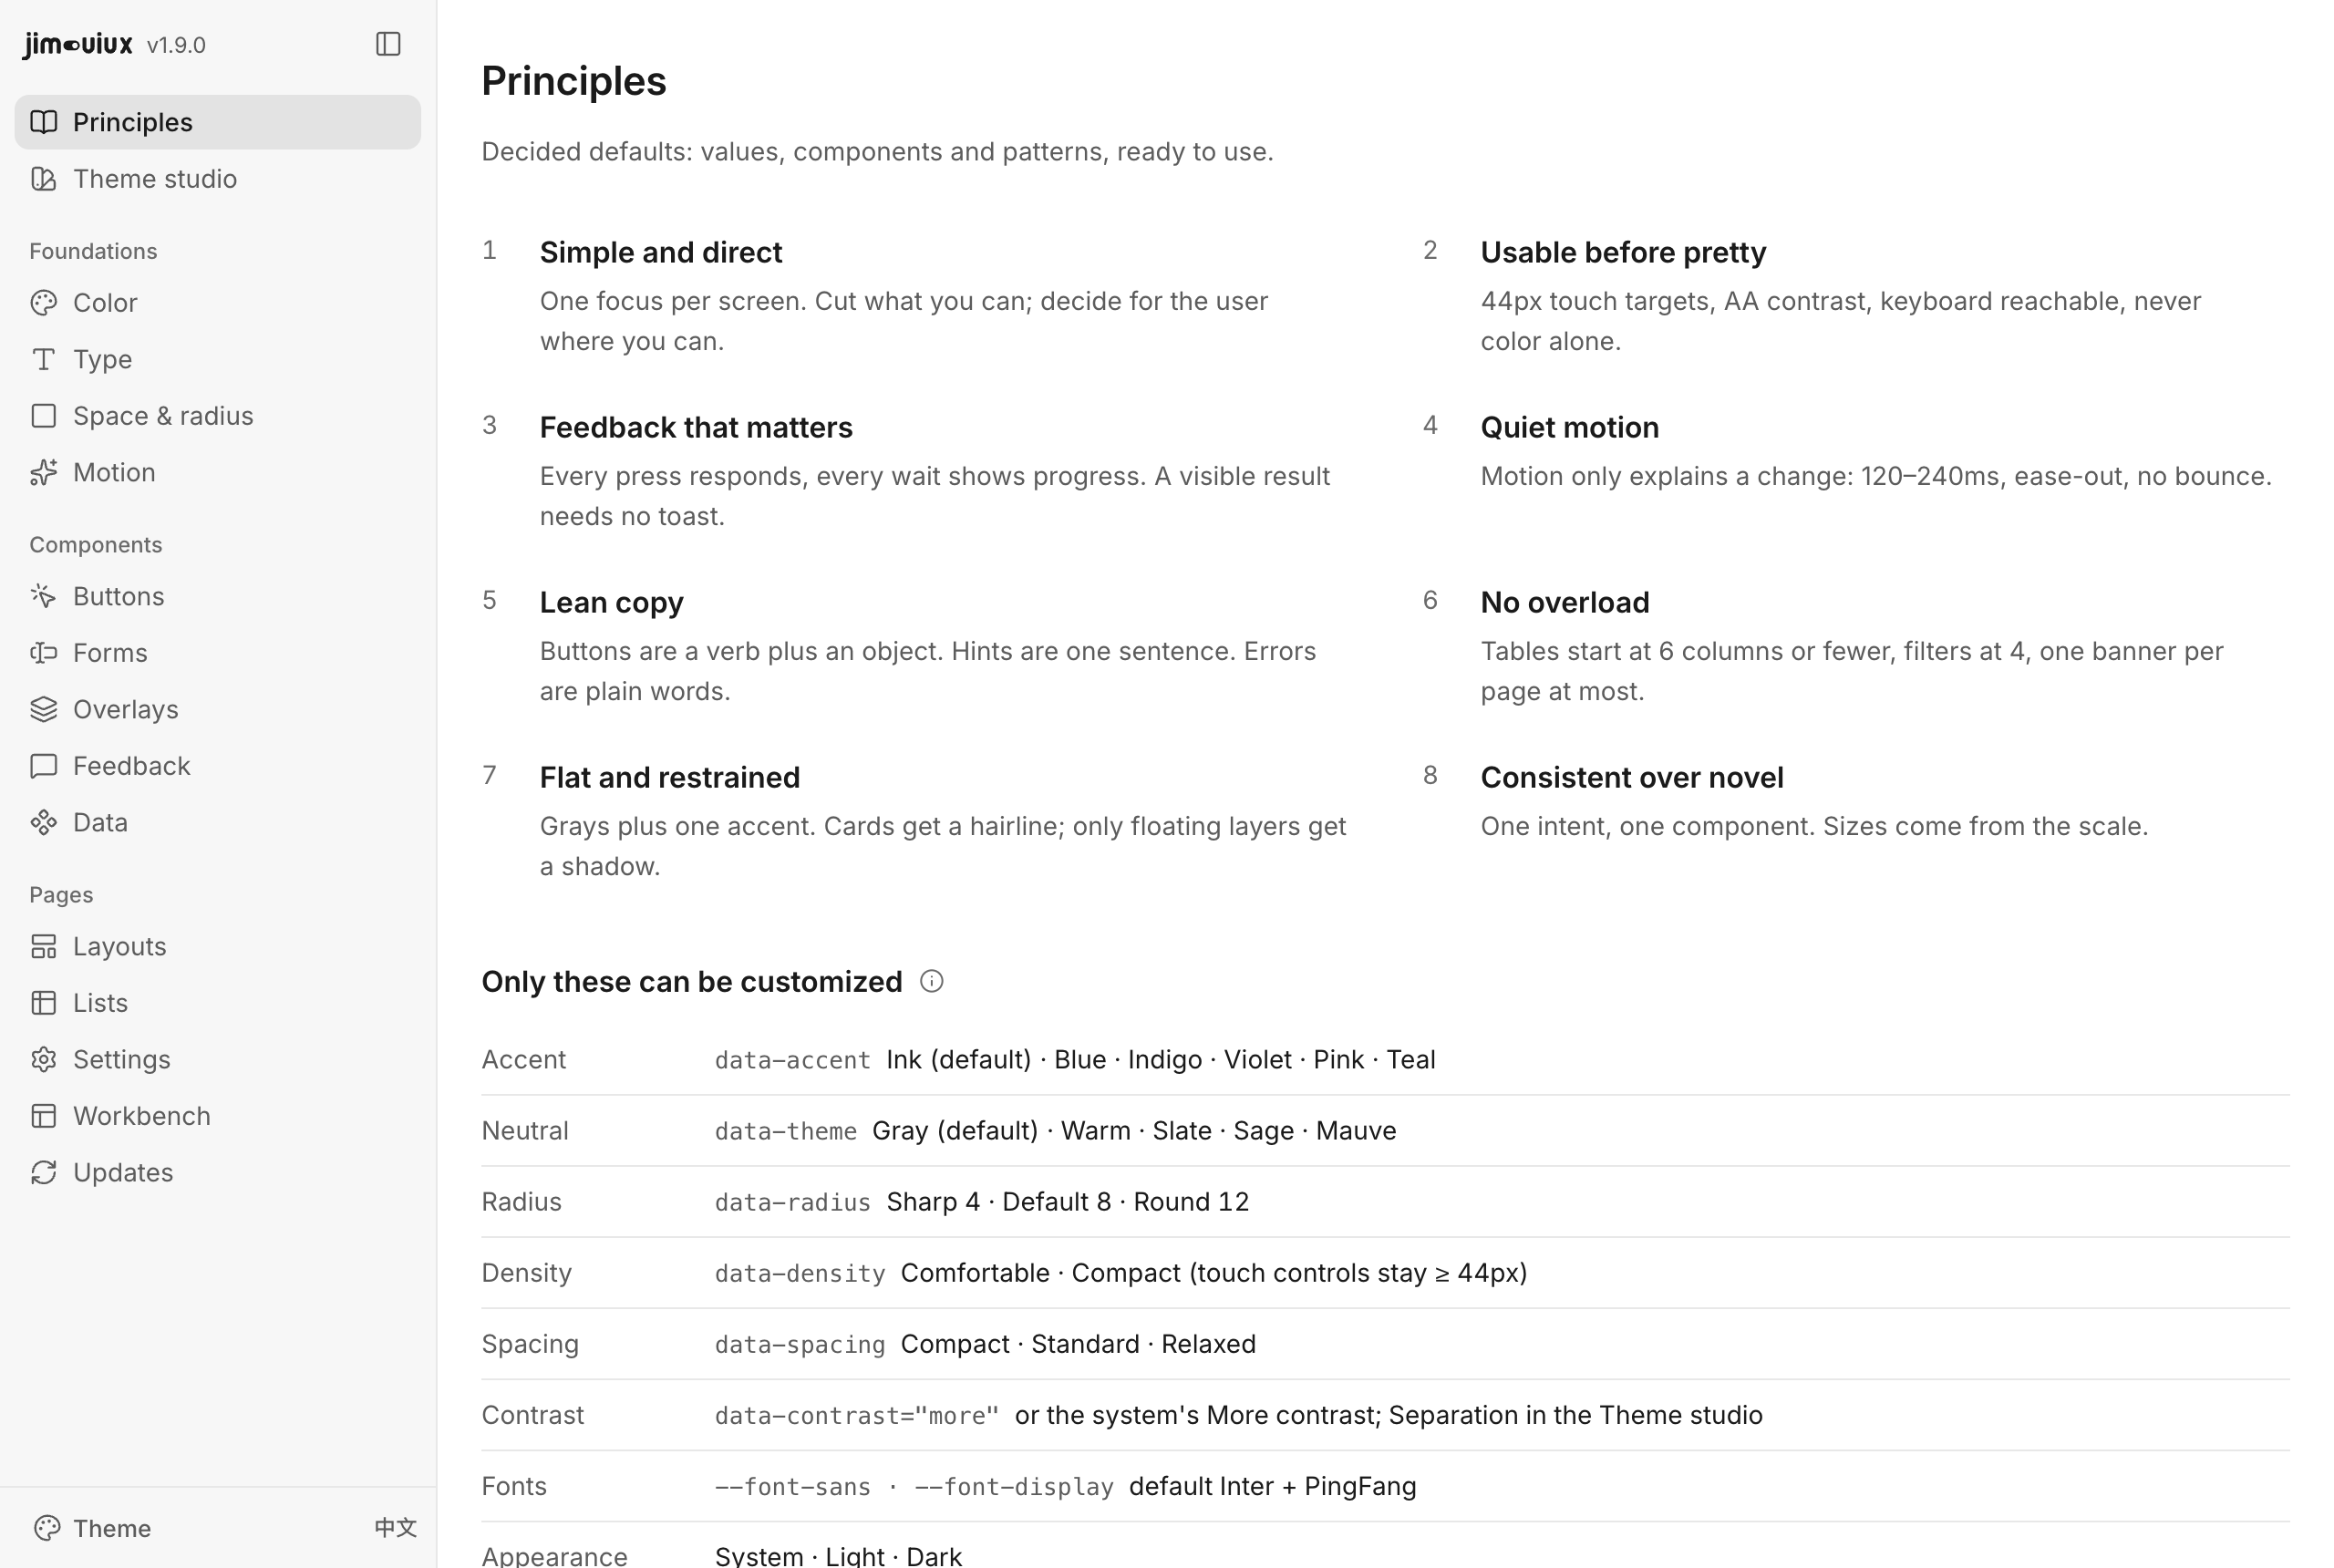 jimouiux v1.9.0
Principles
Theme studio
Foundations
Color
Type
Space & radius
Motion
Components
Buttons
Forms
Overlays
Feedback
Data
Pages
Layouts
Lists
Settings
Workbench
Updates
Theme 中文
Principles
Decided defaults: values, components and patterns, ready to use.
1 Simple and direct
One focus per screen. Cut what you can; decide for the user
where you can.
2 Usable before pretty
44px touch targets, AA contrast, keyboard reachable, never
color alone.
3 Feedback that matters
Every press responds, every wait shows progress. A visible result
needs no toast.
4 Quiet motion
Motion only explains a change: 120–240ms, ease-out, no bounce.
5 Lean copy
Buttons are a verb plus an object. Hints are one sentence. Errors
are plain words.
6 No overload
Tables start at 6 columns or fewer, filters at 4, one banner per
page at most.
7 Flat and restrained
Grays plus one accent. Cards get a hairline; only floating layers get
a shadow.
8 Consistent over novel
One intent, one component. Sizes come from the scale.
Only these can be customized
Accent data-accent Ink (default) · Blue · Indigo · Violet · Pink · Teal
Neutral data-theme Gray (default) · Warm · Slate · Sage · Mauve
Radius data-radius Sharp 4 · Default 8 · Round 12
Density data-density Comfortable · Compact (touch controls stay ≥ 44px)
Spacing data-spacing Compact · Standard · Relaxed
Contrast data-contrast="more" or the system's More contrast; Separation in the Theme studio
Fonts --font-sans · --font-display default Inter + PingFang
Appearance System · Light · Dark